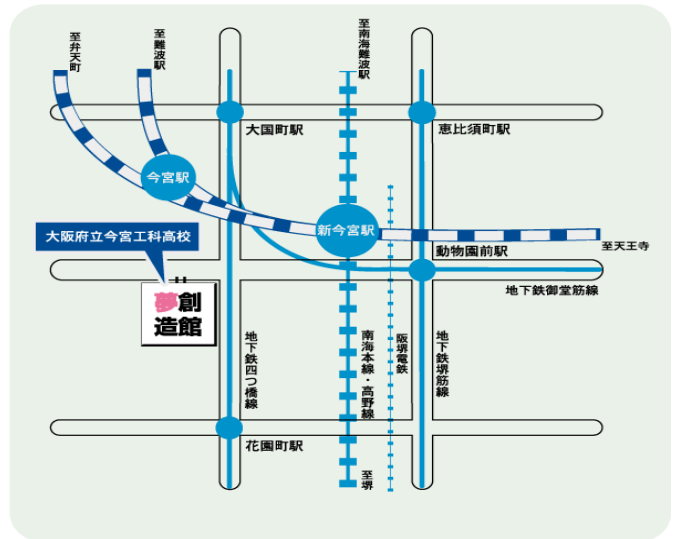 至弁天町
至難波駅
至南海難波駅
大国町駅
恵比須町駅
今宮駅
大阪府立今宮工科高校
新今宮駅
動物園前駅
至天王寺
地下鉄御堂筋線
夢創
造館
地下鉄四つ橋線
南海本線・高野線
阪堺電鉄
地下鉄堺筋線
花園町駅
至堺